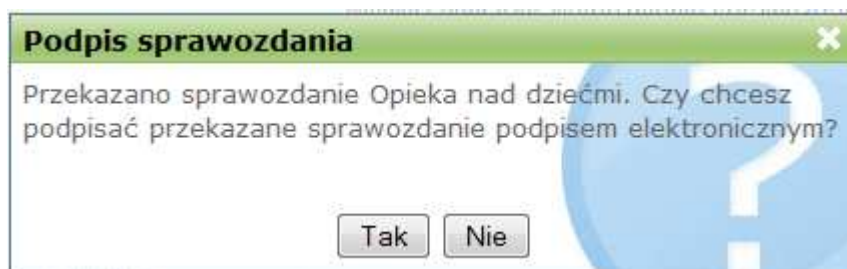 Podpis sprawozdania
Przekazano sprawozdanie Opieka nad dziećmi. Czy chcesz
podpisać przekazane sprawozdanie podpisem elektronicznym?
Tak Nie